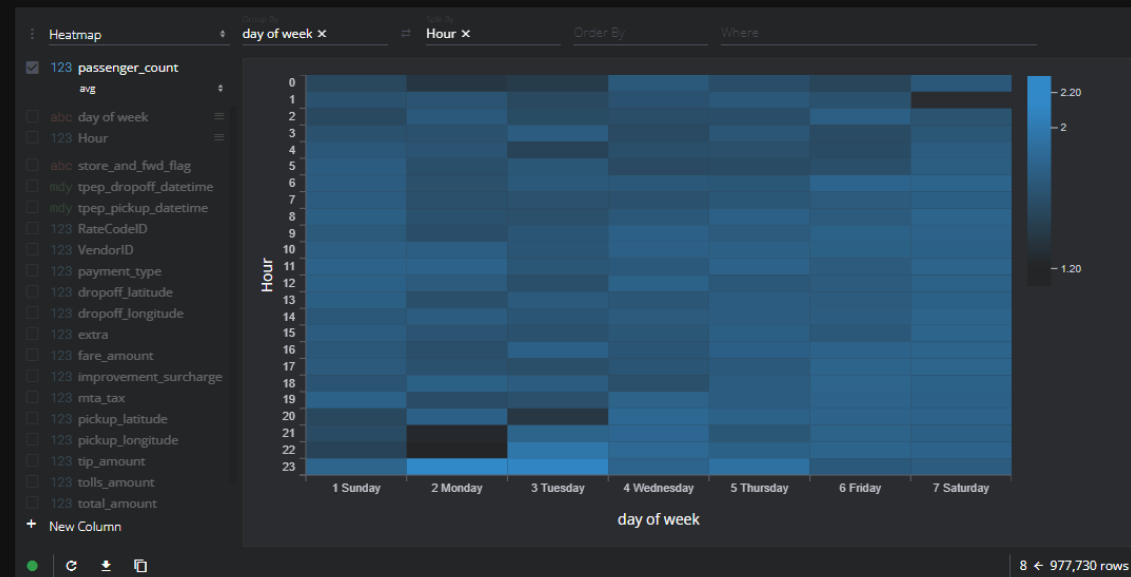 Group By
Split By
Heatmap
day of week ×
Hour ×
Order By
Where
123 passenger_count
avg
abc day of week
123 Hour
abc store_and_fwd_flag
mdy tpep_dropoff_datetime
mdy tpep_pickup_datetime
123 RateCodeID
123 VendorID
123 payment_type
123 dropoff_latitude
123 dropoff_longitude
123 extra
123 fare_amount
123 improvement_surcharge
123 mta_tax
123 pickup_latitude
123 pickup_longitude
123 tip_amount
123 tolls_amount
123 total_amount
+ New Column
Hour
0
1
2
3
4
5
6
7
8
9
10
11
12
13
14
15
16
17
18
19
20
21
22
23
1 Sunday
2 Monday
3 Tuesday
4 Wednesday
5 Thursday
6 Friday
7 Saturday
day of week
2.20
2
1.20
8 ← 977,730 rows